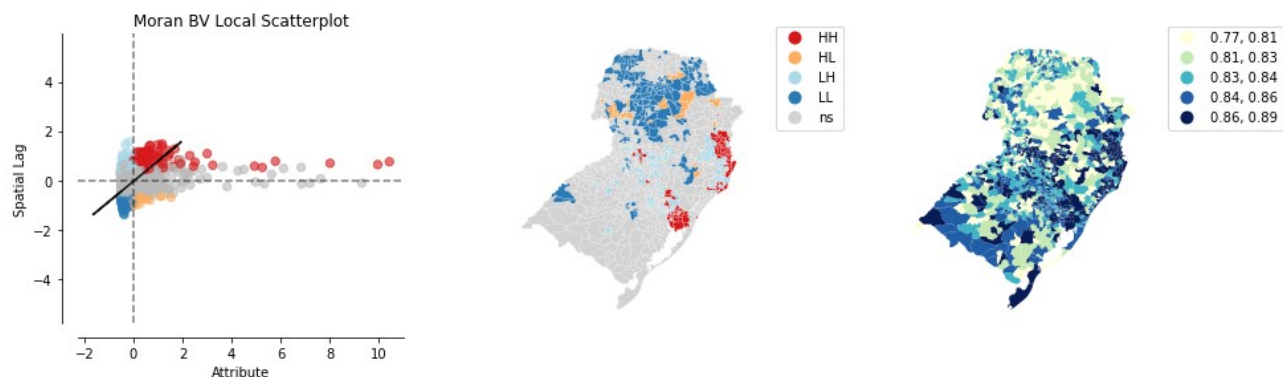 Moran BV Local Scatterplot
Spatial Lag
4
2
0
−2
−4
−2
0
2
4
6
8
10
Attribute
HH
HL
LH
LL
ns
0.77, 0.81
0.81, 0.83
0.83, 0.84
0.84, 0.86
0.86, 0.89